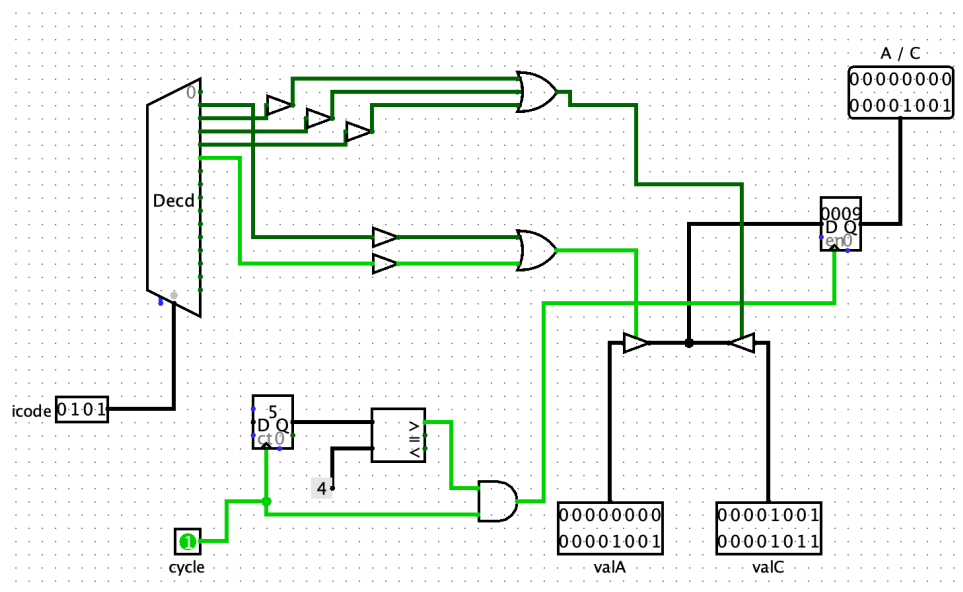 A / C
00000000
00001001
0
Decd
0009
D Q
en0
icode 0101
5
D Q
ct0
>
=
<
4
1
cycle
00000000
00001001
valA
00001001
00001011
valC